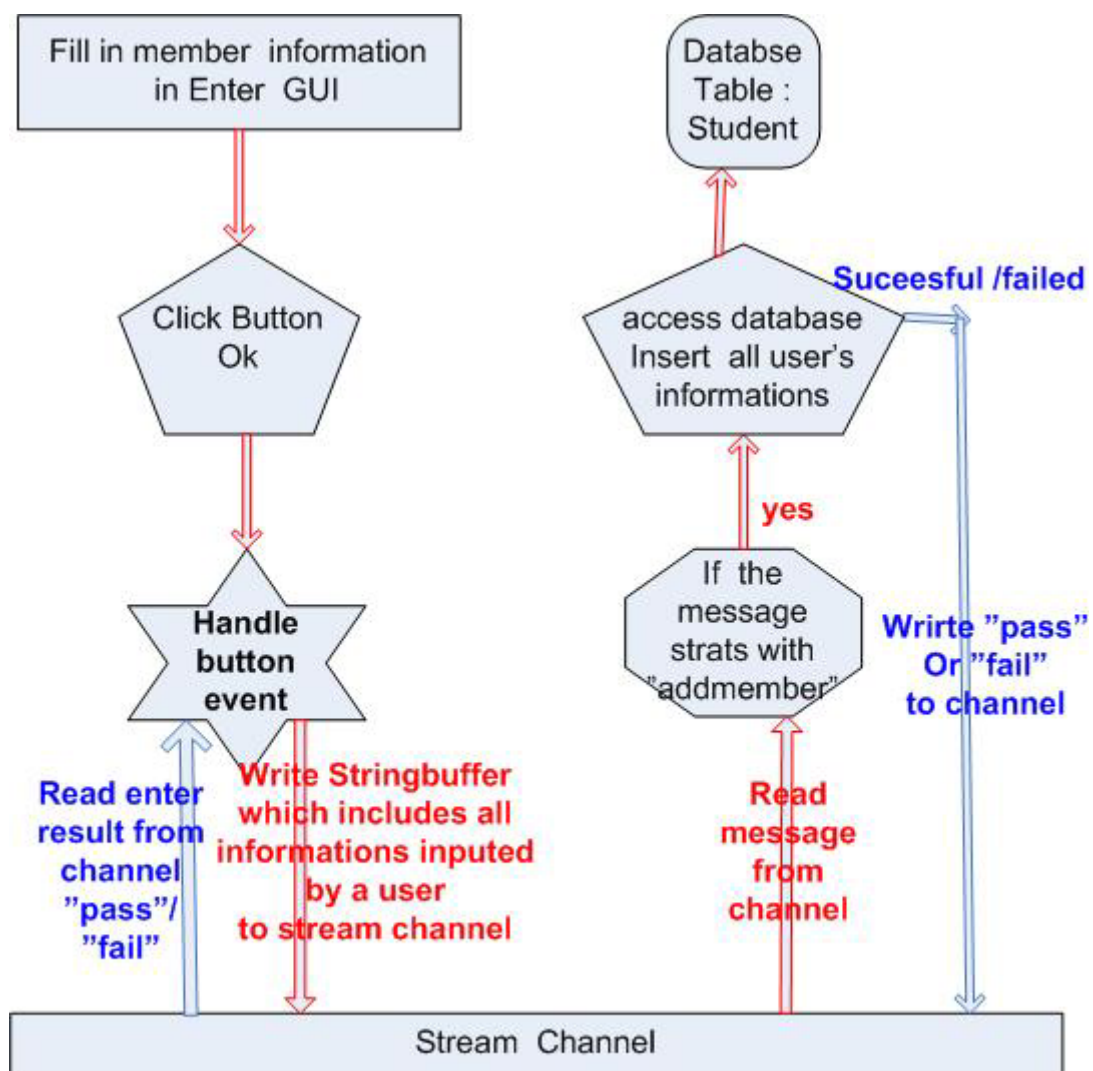 Fill in member information
in Enter GUI
Click Button
Ok
Handle
button
event
Read enter
result from
channel
”pass”/
”fail”
Write Stringbuffer
which includes all
informations inputed
by a user
to stream channel
Databse
Table :
Student
Suceesful /failed
access database
Insert all user’s
informations
yes
If the
message
strats with
”addmember”
Wrirte ”pass”
Or ”fail”
to channel
Read
message
from
channel
Stream Channel